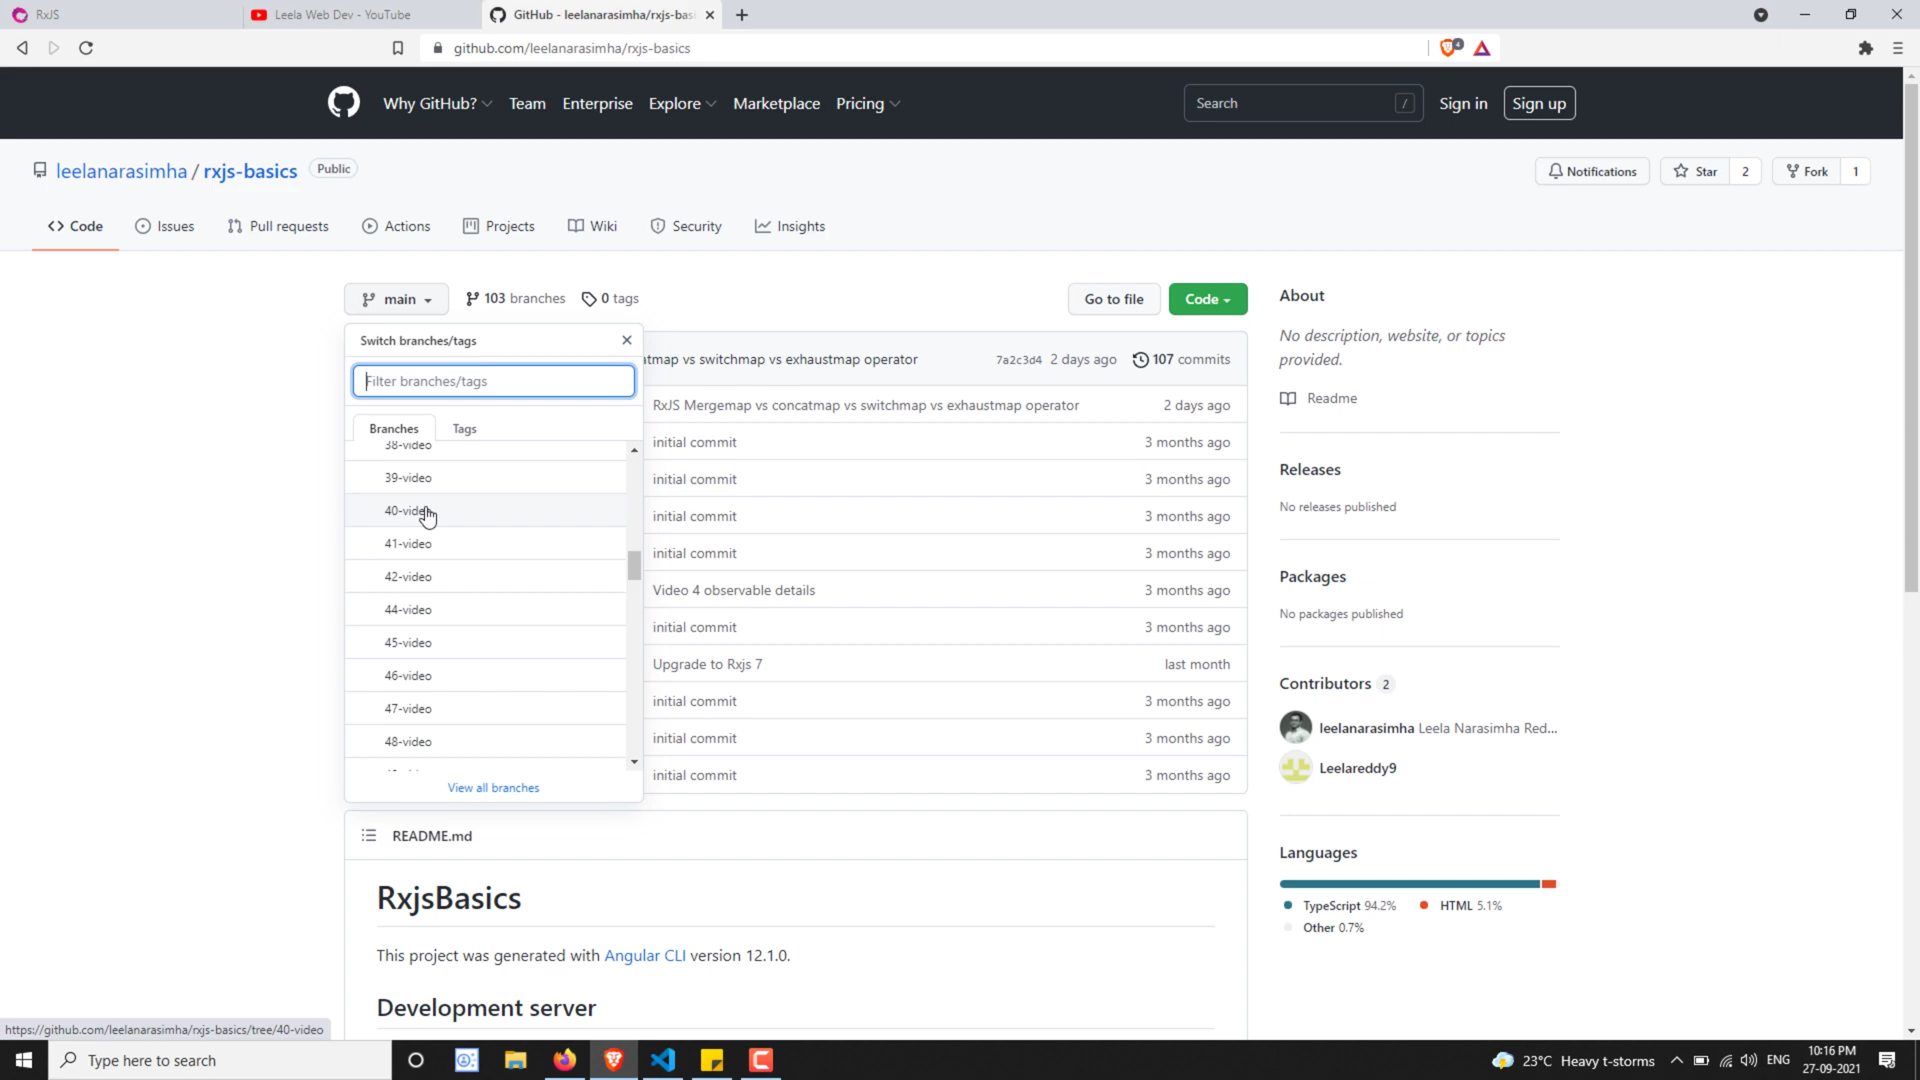 RxJS
Leela Web Dev - YouTube
GitHub - leelanarasimha/rxjs-bas
github.com/leelanarasimha/rxjs-basics
4
Why GitHub?
Team
Enterprise
Explore
Marketplace
Pricing
Search
/
Sign in
Sign up
leelanarasimha / rxjs-basics
Public
Notifications
Star
2
Fork
1
Code
Issues
Pull requests
Actions
Projects
Wiki
Security
Insights
main
103 branches
0 tags
Go to file
Code
Switch branches/tags
Filter branches/tags
Branches
Tags
38-video
39-video
40-video
41-video
42-video
44-video
45-video
46-video
47-video
48-video
View all branches
vs switchmap vs exhaustmap operator
7a2c3d4 2 days ago
107 commits
RxJS Mergemap vs concatmap vs switchmap vs exhaustmap operator
2 days ago
initial commit
3 months ago
initial commit
3 months ago
initial commit
3 months ago
initial commit
3 months ago
Video 4 observable details
3 months ago
initial commit
3 months ago
Upgrade to Rxjs 7
last month
initial commit
3 months ago
initial commit
3 months ago
initial commit
3 months ago
README.md
RxjsBasics
This project was generated with Angular CLI version 12.1.0.
Development server
About
No description, website, or topics
provided.
Readme
Releases
No releases published
Packages
No packages published
Contributors 2
leelanarasimha Leela Narasimha Red...
Leelareddy9
Languages
TypeScript 94.2%
HTML 5.1%
Other 0.7%
https://github.com/leelanarasimha/rxjs-basics/tree/40-video
Type here to search
23°C Heavy t-storms
ENG
10:16 PM
27-09-2021